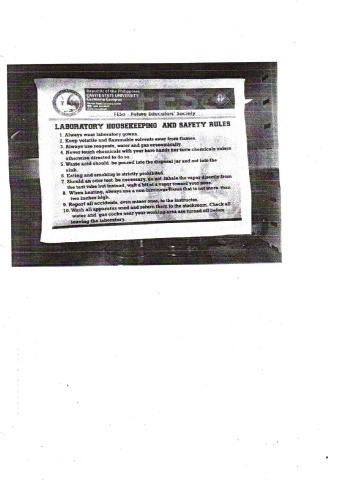 Republic of the Philippines
CAVITE STATE UNIVERSITY
Carmona Campus
FESo - Future Educators' Society
LABORATORY HOUSEKEEPING AND SAFETY RULES
1. Always wear laboratory gowns.
2. Keep volatile and flammable solvents away from flames.
3. Always use reagents, water and gas economically.
4. Never touch chemicals with your bare hands nor taste chemicals unless
otherwise directed to do so.
5. Waste acid should be poured into the disposal jar and not into the
sink.
6. Eating and smoking is strictly prohibited.
7. Should an odor test be necessary, do not inhale the vapor directly from
the test tube but instead, waft a bit of a vapor toward your nose.
8. When heating, always use a non-luminous flame that is not more than
two inches high.
9. Report all accidents, even minor ones, to the instructor.
10. Wash all apparatus used and return them to the stockroom. Check all
water and gas cocks near your working area are turned off before
leaving the laboratory.